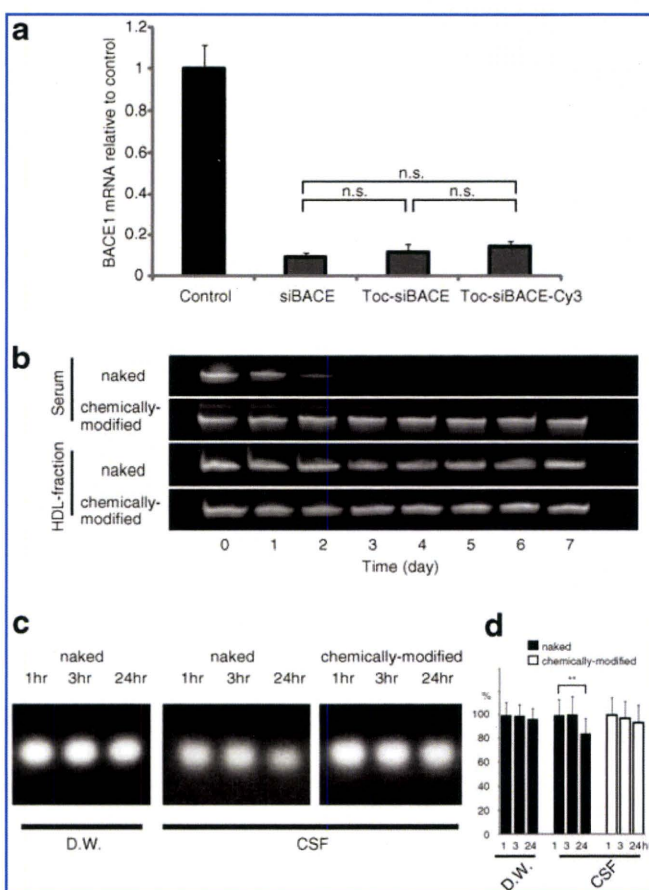 a
BACE1 mRNA relative to control
1.2
1
0.8
0.6
0.4
0.2
0
n.s.
n.s.
n.s.
Control
siBACE
Toc-siBACE
Toc-siBACE-Cy3
b
Serum
naked
chemically-
modified
HDL-fraction
naked
chemically-
modified
0 1 2 3 4 5 6 7
Time (day)
c
naked
naked
chemically-modified
1hr 3hr 24hr
1hr 3hr 24hr
1hr 3hr 24hr
D.W.
CSF
d
naked
chemically-modified
%
100
80
60
40
20
0
**
1 3 24
1 3 24
1 3 24h
D.W.
CSF